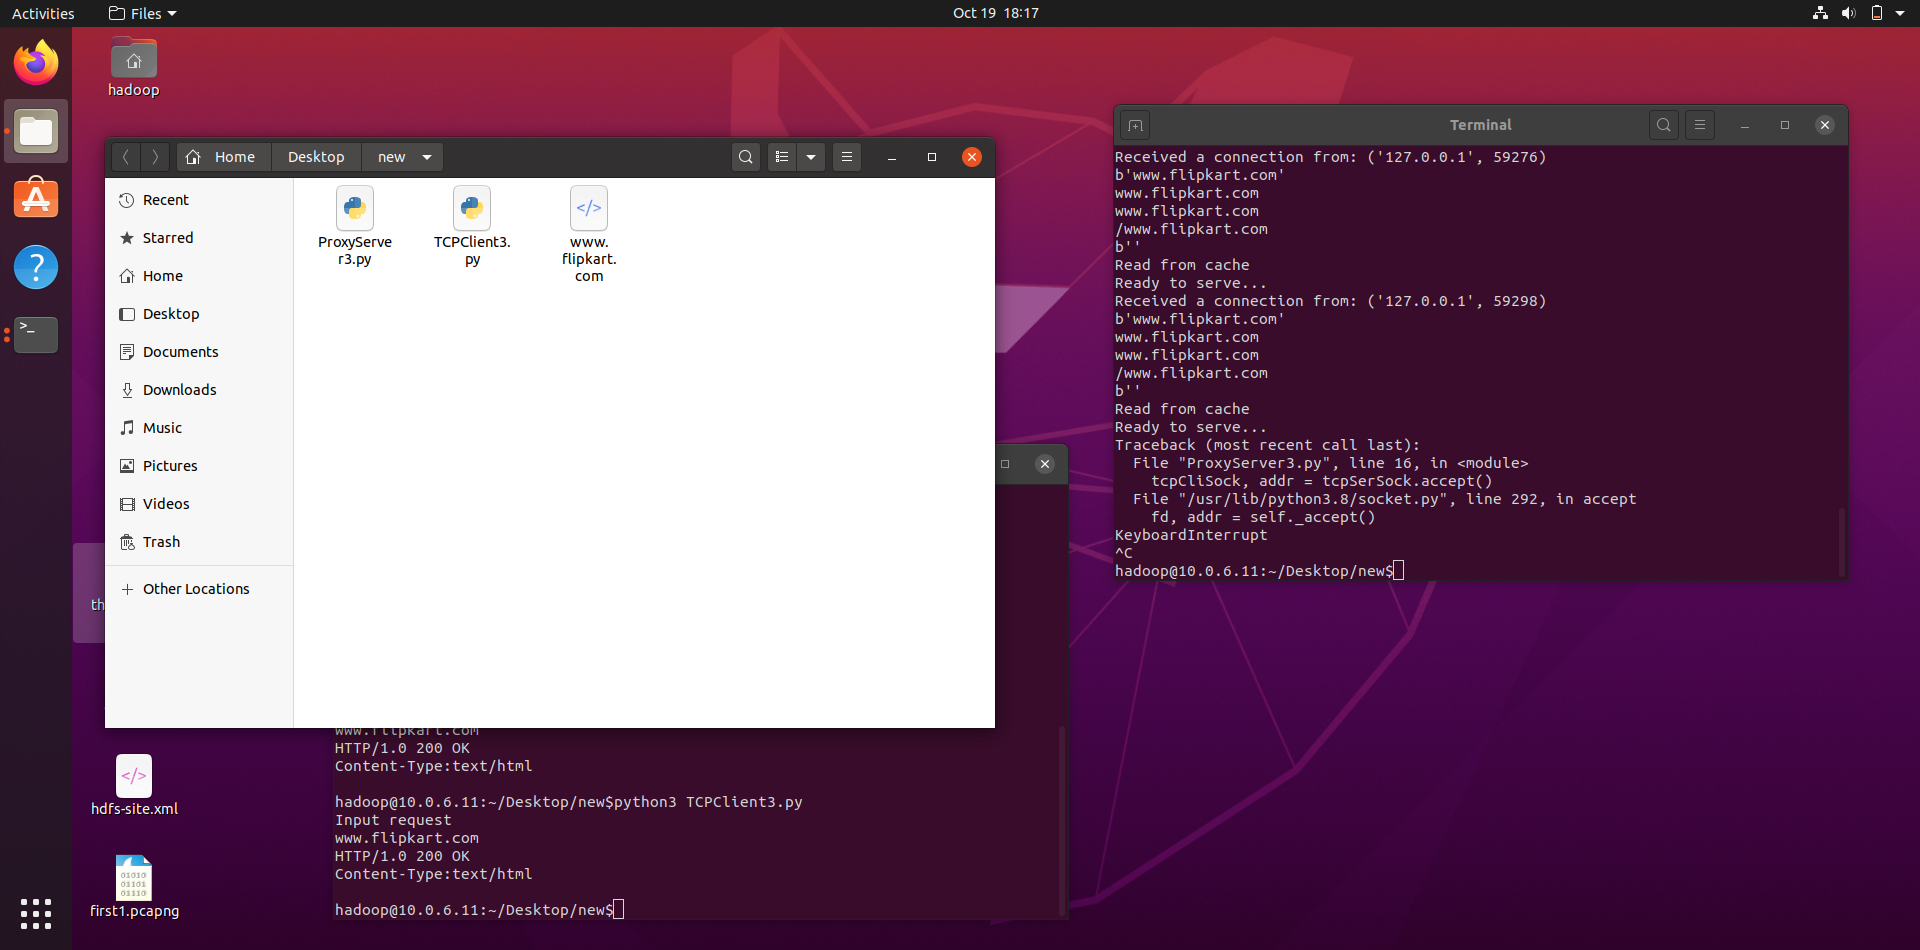 Activities
Files
Oct 19 18:17
hadoop
Home
Desktop
new
Recent
Starred
Home
Desktop
Documents
Downloads
Music
Pictures
Videos
Trash
Other Locations
ProxyServe
r3.py
TCPClient3.
py
www.
flipkart.
com
Terminal
Received a connection from: ('127.0.0.1', 59276)
b'www.flipkart.com'
www.flipkart.com
www.flipkart.com
/www.flipkart.com
b''
Read from cache
Ready to serve...
Received a connection from: ('127.0.0.1', 59298)
b'www.flipkart.com'
www.flipkart.com
www.flipkart.com
/www.flipkart.com
b''
Read from cache
Ready to serve...
Traceback (most recent call last):
  File "ProxyServer3.py", line 16, in <module>
    tcpCliSock, addr = tcpSerSock.accept()
  File "/usr/lib/python3.8/socket.py", line 292, in accept
    fd, addr = self._accept()
KeyboardInterrupt
^C
hadoop@10.0.6.11:~/Desktop/new$
th
www.flipkart.com
HTTP/1.0 200 OK
Content-Type:text/html
hadoop@10.0.6.11:~/Desktop/new$python3 TCPClient3.py
Input request
www.flipkart.com
HTTP/1.0 200 OK
Content-Type:text/html
hadoop@10.0.6.11:~/Desktop/new$
hdfs-site.xml
01010
01101
01110
first1.pcapng